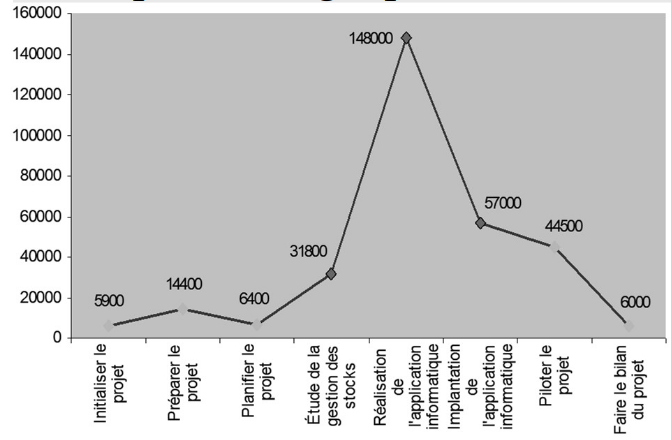 160000
140000
120000
100000
80000
60000
40000
20000
0
5900
14400
6400
31800
148000
57000
44500
6000
Initialiser le
projet
Préparer le
projet
Planifier le
projet
Étude de la
gestion des
stocks
Réalisation
de
l'application
informatique
Implantation
de
l'application
informatique
Piloter le
projet
Faire le bilan
du projet